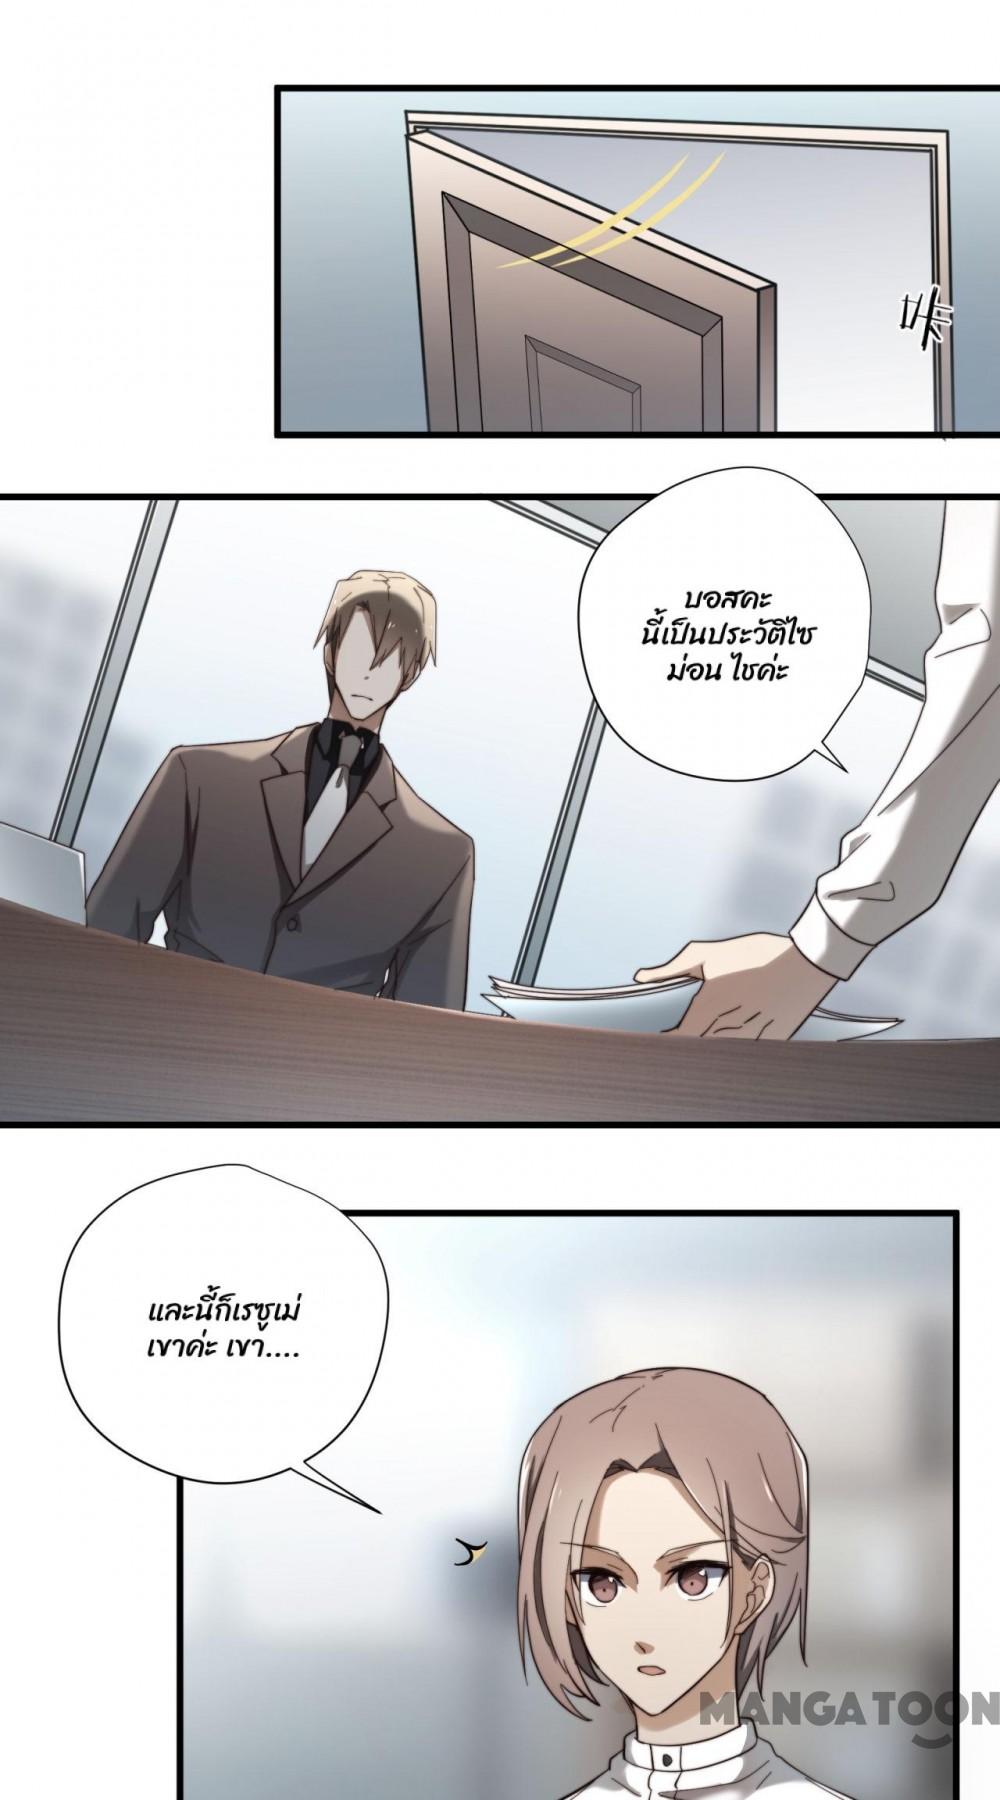 咔
บอสคะ
นี้เป็นประวัติไซ
ม่อน ไชค่ะ
และนี้ก็เรซูเม่
เขาค่ะ เขา....
MANGATOON